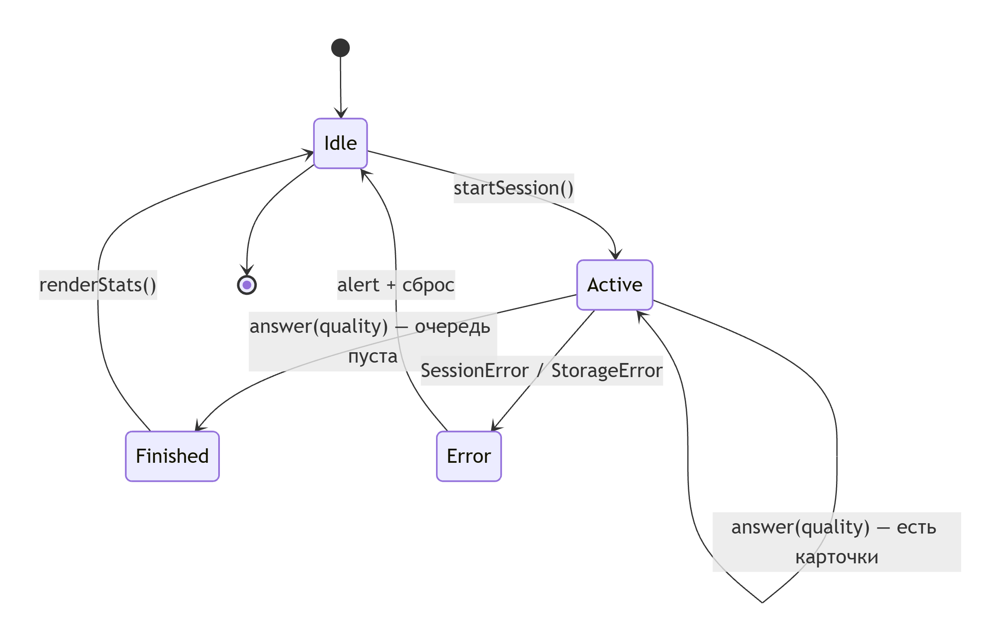 Idle
startSession()
renderStats()
alert + сброс
Active
answer(quality) — очередь
пуста
SessionError / StorageError
Finished
Error
answer(quality) — есть
карточки